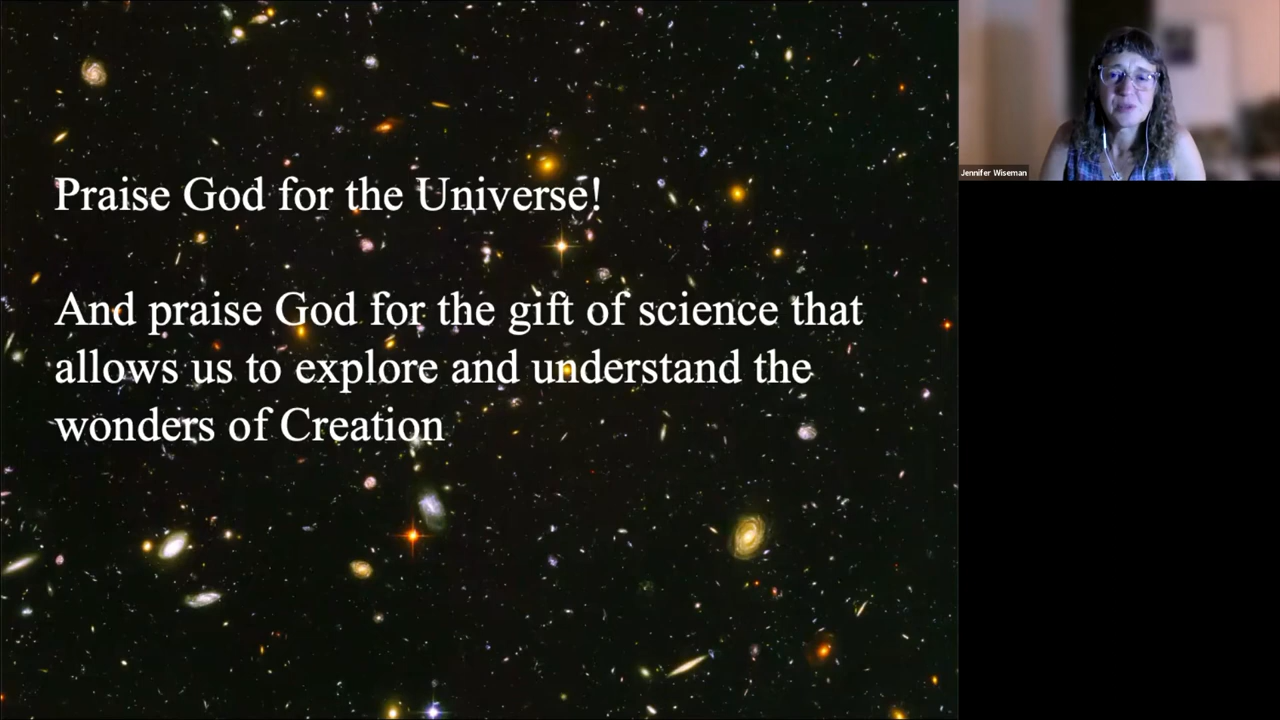 Praise God for the Universe!
And praise God for the gift of science that
allows us to explore and understand the
wonders of Creation
Jennifer Wiseman